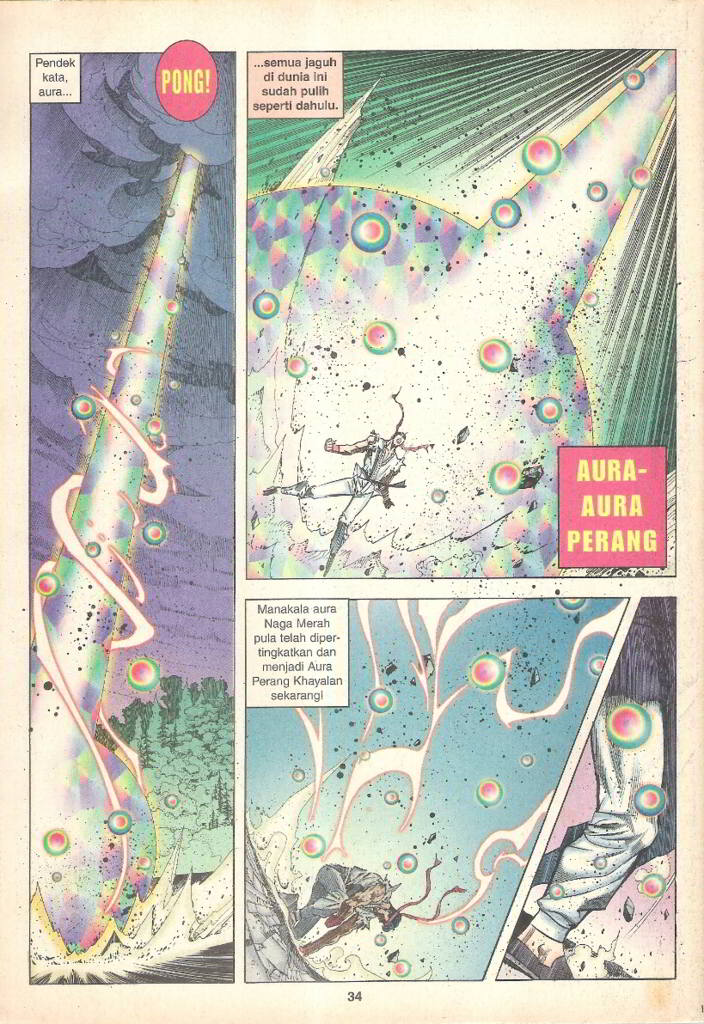 Pendek
kata,
aura...
PONG!
...semua jaguh
di dunia ini
sudah pulih
seperti dahulu.
AURA-
AURA
PERANG
Manakala aura
Naga Merah
pula telah diper-
tingkatkan dan
menjadi Aura
Perang Khayalan
sekarang!
34